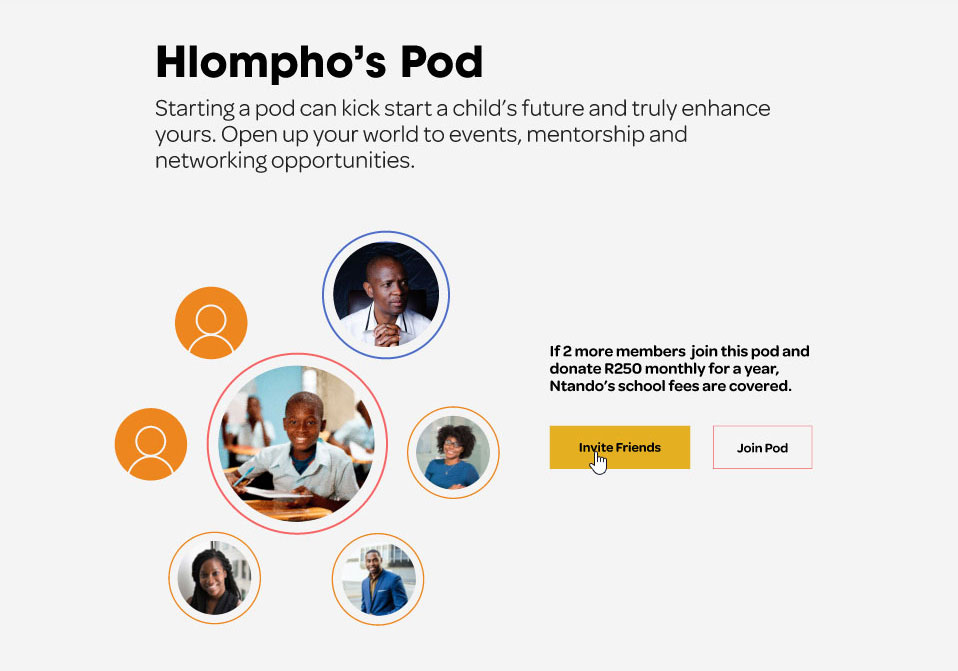 Hlompho’s Pod
Starting a pod can kick start a child’s future and truly enhance
yours. Open up your world to events, mentorship and
networking opportunities.
If 2 more members join this pod and
donate R250 monthly for a year,
Ntando’s school fees are covered.
Invite Friends
Join Pod